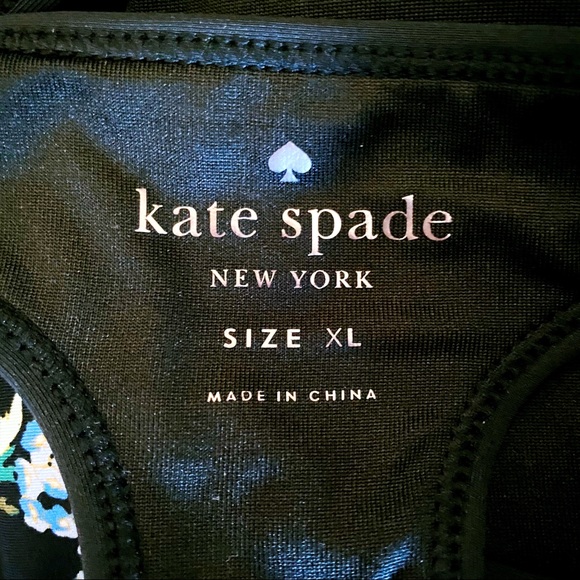 kate spade
NEW YORK
SIZE XL
MADE IN CHINA